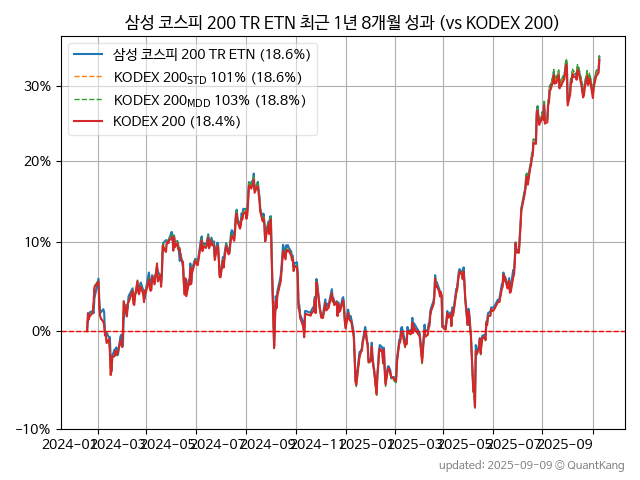 삼성 코스피 200 TR ETN 최근 1년 8개월 성과 (vs KODEX 200)
삼성 코스피 200 TR ETN (18.6%)
KODEX 200STD 101% (18.6%)
KODEX 200MDD 103% (18.8%)
KODEX 200 (18.4%)
30%
20%
10%
0%
−10%
2024-01 2024-03 2024-05 2024-07 2024-09 2024-11 2025-01 2025-03 2025-05 2025-07 2025-09
updated: 2025-09-09 © QuantKang